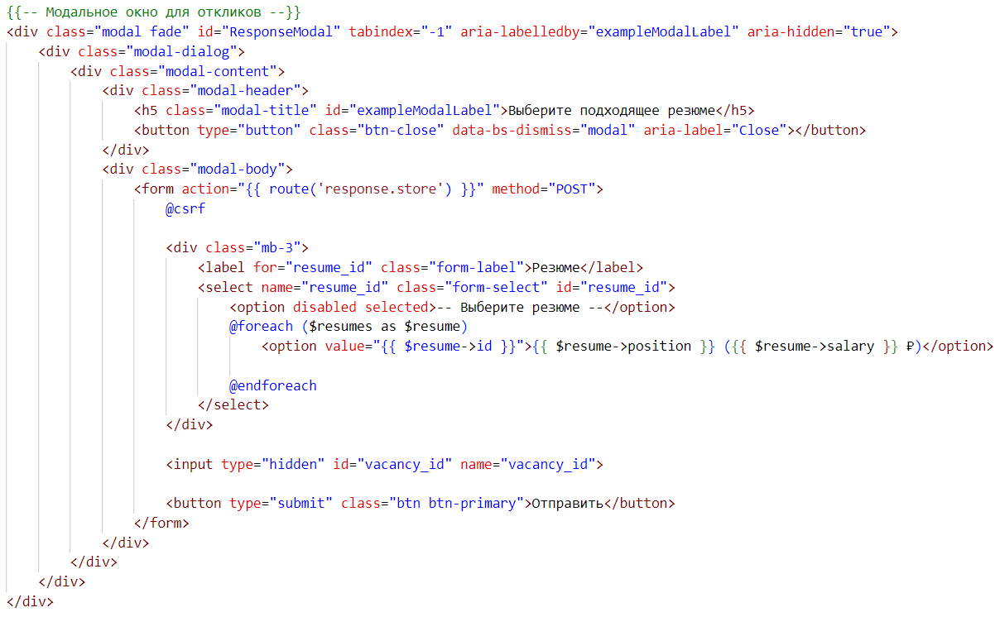 {{-- Модальное окно для откликов --}}
<div class="modal fade" id="ResponseModal" tabindex="-1" aria-labelledby="exampleModalLabel" aria-hidden="true">
    <div class="modal-dialog">
        <div class="modal-content">
            <div class="modal-header">
                <h5 class="modal-title" id="exampleModalLabel">Выберите подходящее резюме</h5>
                <button type="button" class="btn-close" data-bs-dismiss="modal" aria-label="Close"></button>
            </div>
            <div class="modal-body">
                <form action="{{ route('response.store') }}" method="POST">
                    @csrf

                    <div class="mb-3">
                        <label for="resume_id" class="form-label">Резюме</label>
                        <select name="resume_id" class="form-select" id="resume_id">
                            <option disabled selected>-- Выберите резюме --</option>
                            @foreach ($resumes as $resume)
                                <option value="{{ $resume->id }}">{{ $resume->position }} ({{ $resume->salary }} ₽)</option>

                            @endforeach
                        </select>
                    </div>

                    <input type="hidden" id="vacancy_id" name="vacancy_id">

                    <button type="submit" class="btn btn-primary">Отправить</button>
                </form>
            </div>
        </div>
    </div>
</div>